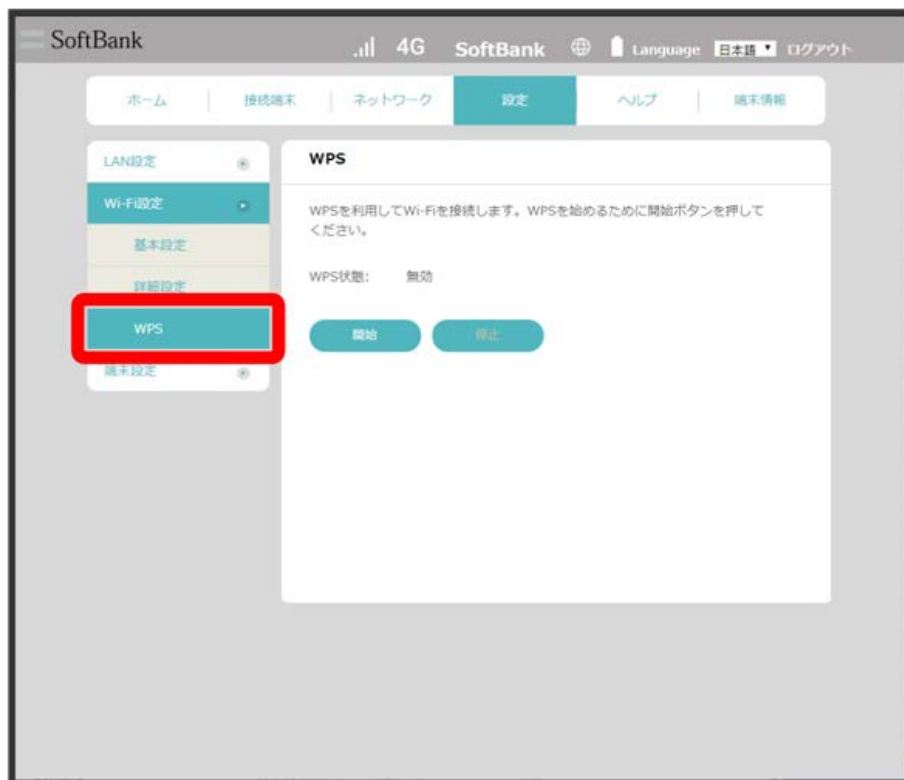 SoftBank
4G SoftBank Language 日本語 ログアウト
ホーム 接続端末 ネットワーク 設定 ヘルプ 端末情報
LAN設定
Wi-Fi設定
基本設定
詳細設定
WPS
端末設定
WPS
WPSを利用してWi-Fiを接続します。WPSを始めるために開始ボタンを押して
ください。
WPS状態: 無効
開始 停止